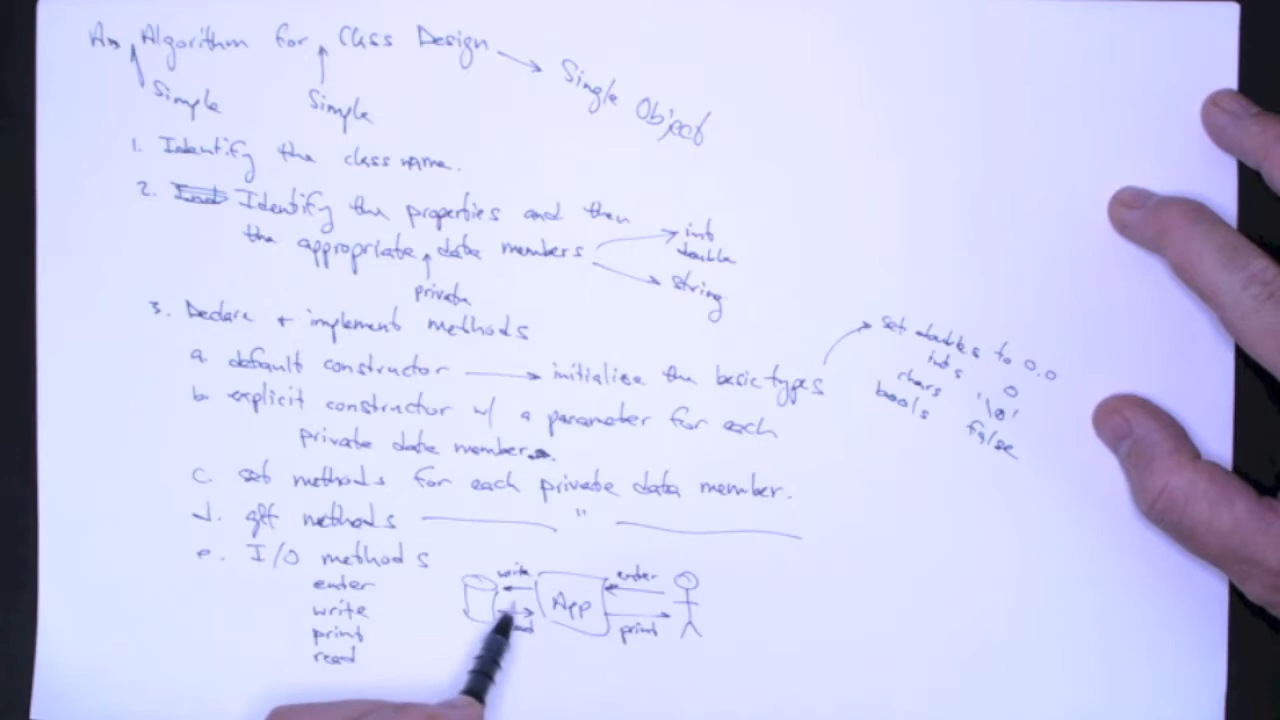 An Algorithm for Class Design → Single Object
Simple Simple
1. Identify the class name.
2. Identify the properties and then
the appropriate data members
private
int
double
string
3. Declare + implement methods
a. default constructor → initialise the basic types
set doubles to 0.0
ints 0
chars '\0'
bools false
b. explicit constructor w/ a parameter for each
private data member.
c. set methods for each private data member.
d. get methods — " —
e. I/O methods
enter
write
print
read
write App enter
print